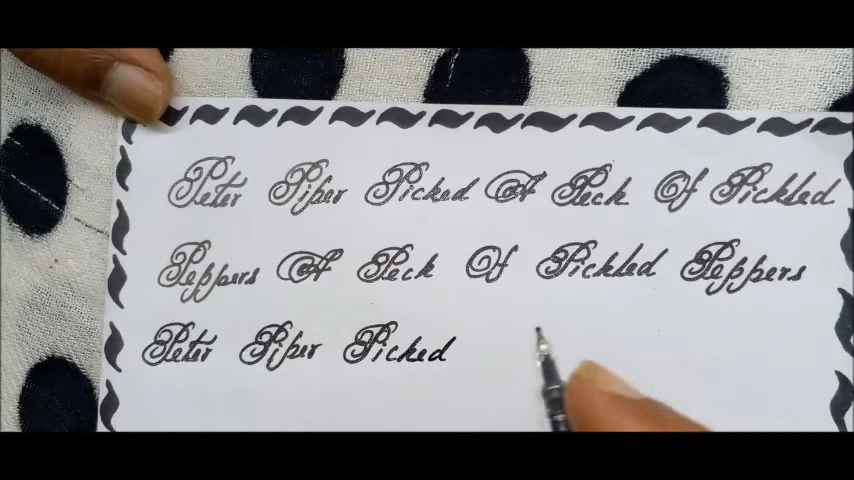 Peter Piper Picked A Peck Of Pickled
Peppers A Peck Of Pickled Peppers
Peter Piper Picked